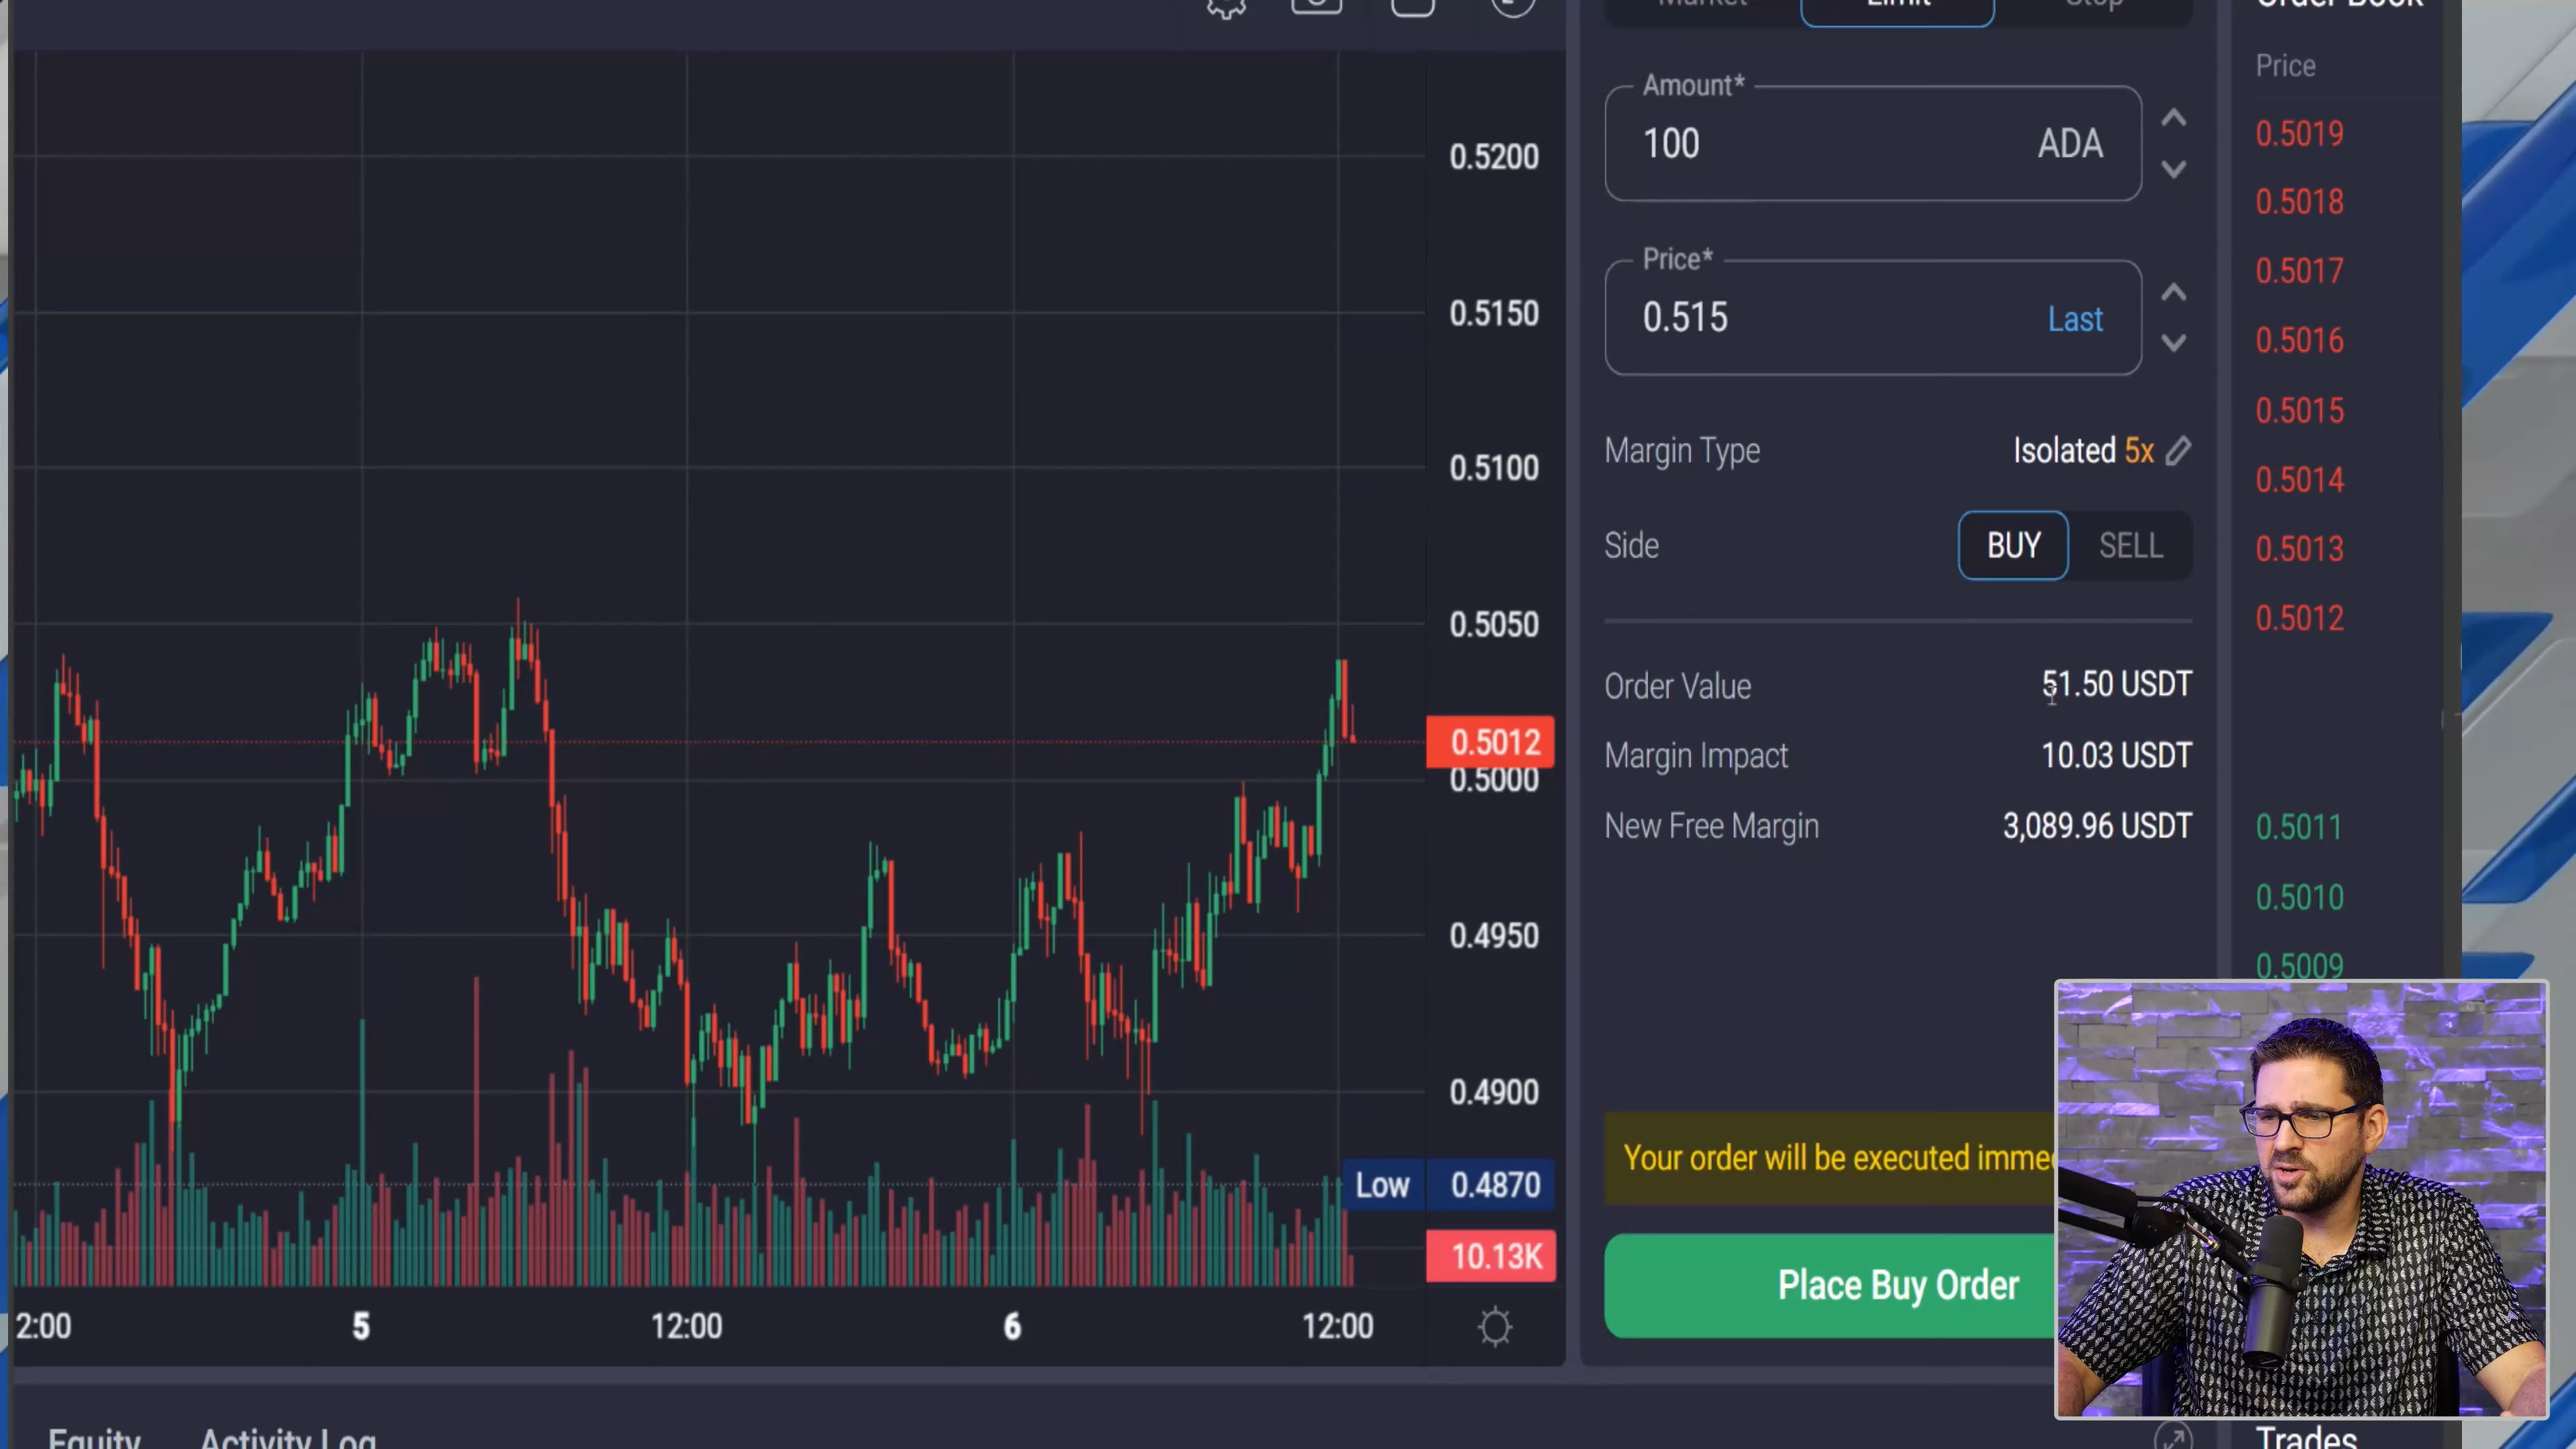 Market Limit Stop
Order Book
Price
Amount*
100 ADA
Price*
0.515 Last
Margin Type Isolated 5x
Side BUY SELL
Order Value 51.50 USDT
Margin Impact 10.03 USDT
New Free Margin 3,089.96 USDT
Your order will be executed imme
Place Buy Order
0.5019
0.5018
0.5017
0.5016
0.5015
0.5014
0.5013
0.5012
0.5011
0.5010
0.5009
0.5200
0.5150
0.5100
0.5050
0.5012
0.5000
0.4950
0.4900
Low 0.4870
10.13K
2:00 5 12:00 6 12:00
Equity Activity Log
Trades